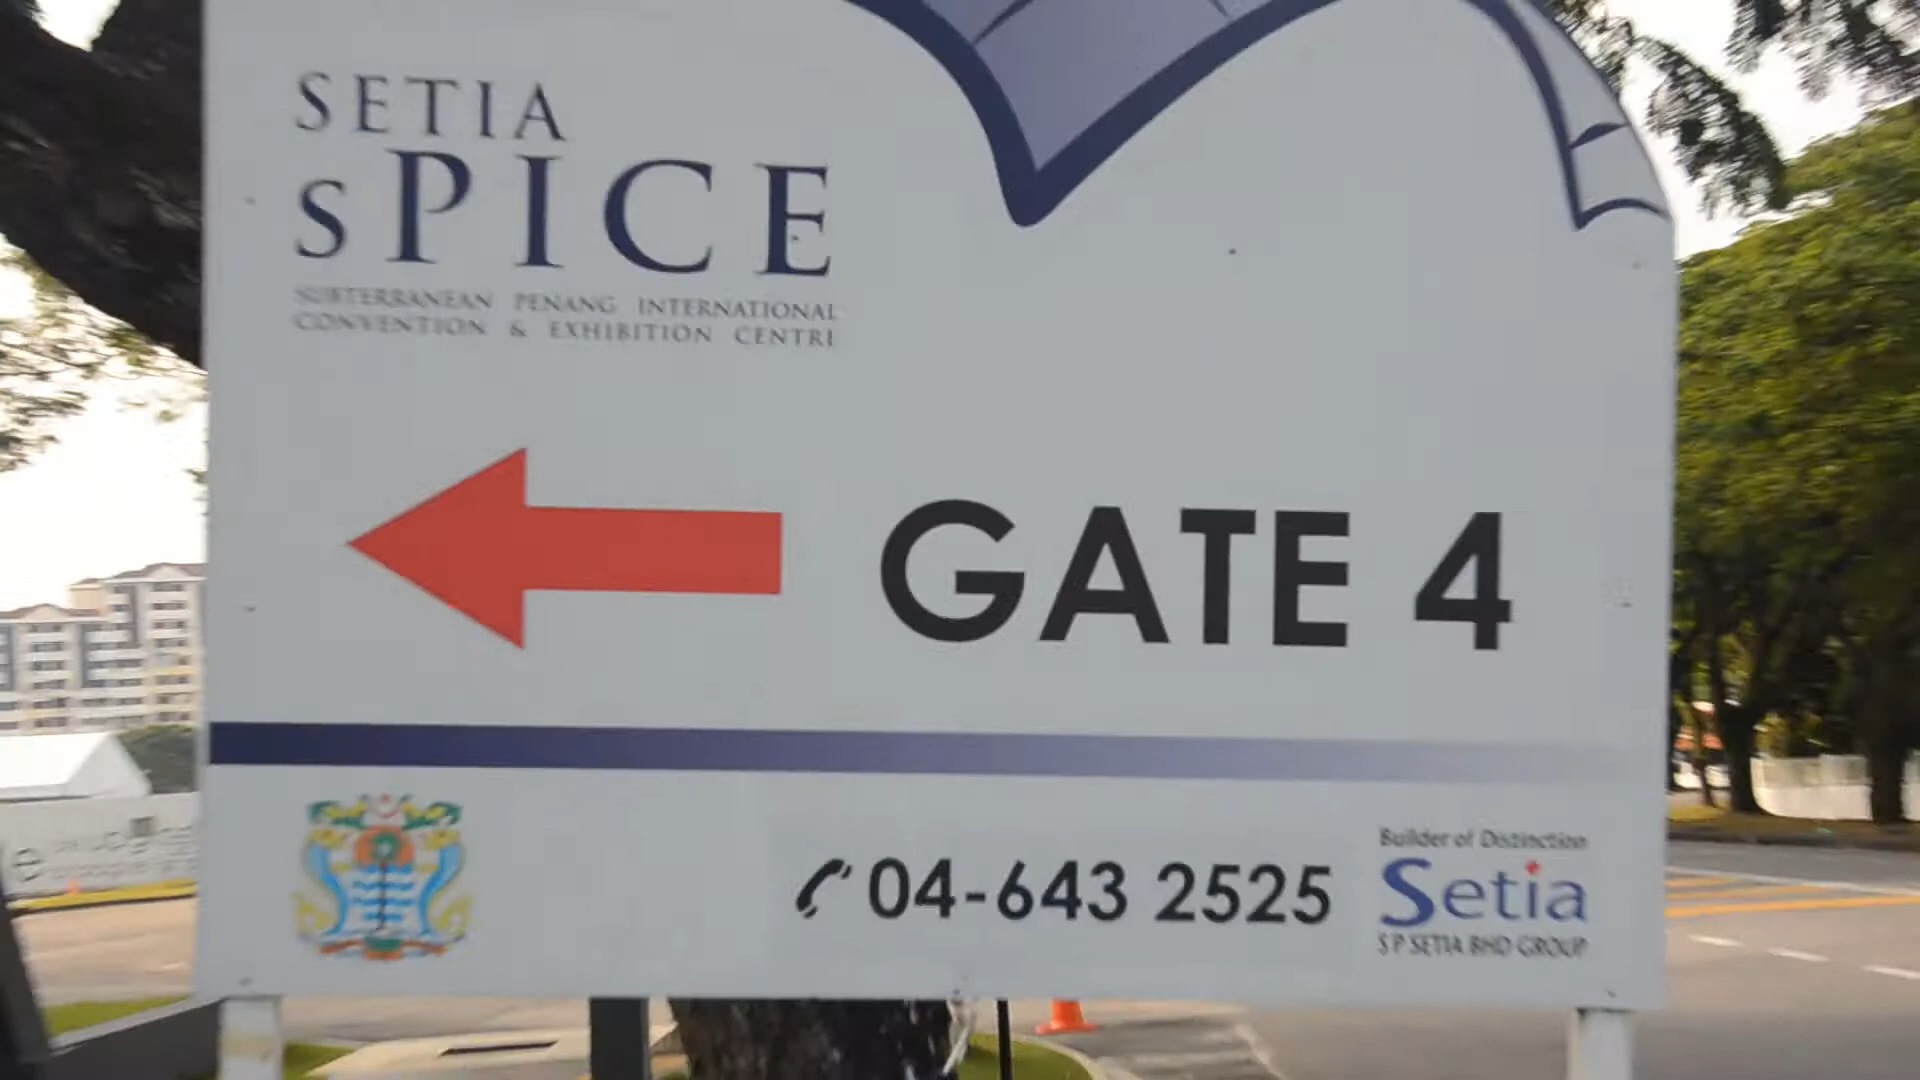 SETIA
SPICE
SUBTERRANEAN PENANG INTERNATIONAL
CONVENTION & EXHIBITION CENTRE
GATE 4
04-643 2525
Builder of Distinction
Setia
S P SETIA BHD GROUP